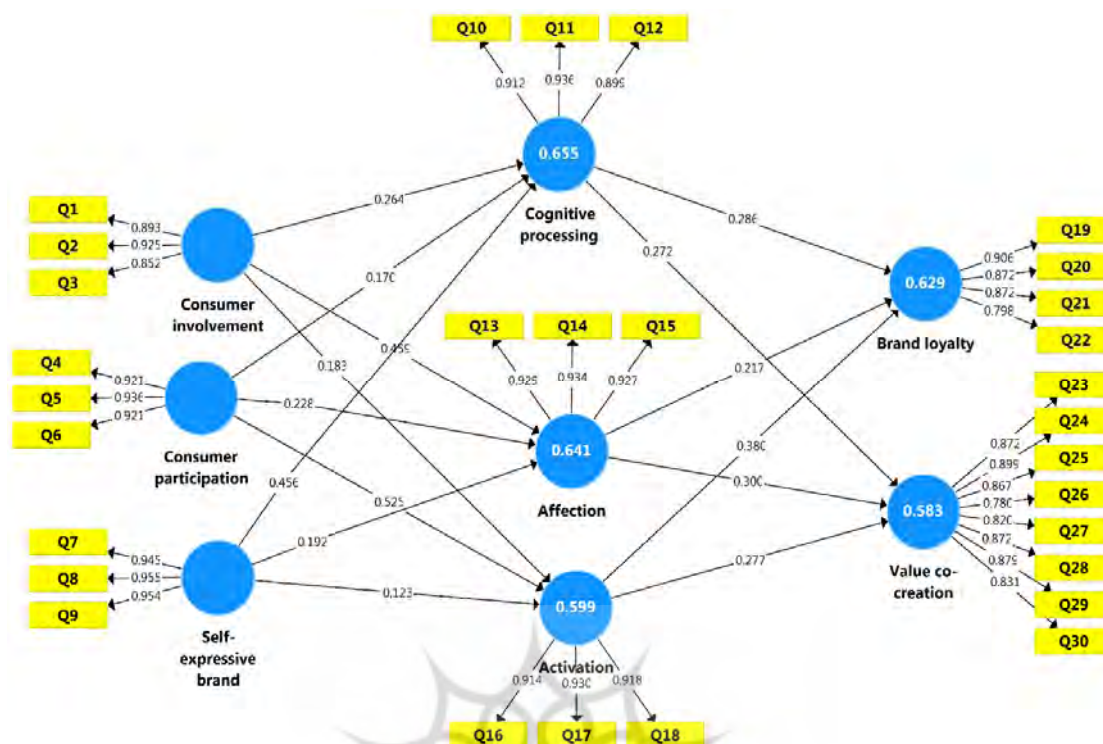 Q10 Q11 Q12
0.912 0.936 0.899
0.655
Cognitive
processing
Q1
Q2
Q3
0.893
0.925
0.852
Consumer
involvement
0.264
0.459
0.183
Q4
Q5
Q6
0.921
0.936
0.921
Consumer
participation
0.170
0.228
0.525
Q7
Q8
Q9
0.945
0.955
0.954
Self-
expressive
brand
0.456
0.192
0.123
Q13 Q14 Q15
0.925 0.934 0.927
0.641
Affection
0.599
Activation
0.914 0.930 0.918
Q16 Q17 Q18
0.286
0.272
0.217
0.300
0.380
0.277
0.629
Brand loyalty
0.906
0.872
0.872
0.798
Q19
Q20
Q21
Q22
0.583
Value co-
creation
0.872
0.899
0.867
0.780
0.820
0.872
0.879
0.831
Q23
Q24
Q25
Q26
Q27
Q28
Q29
Q30